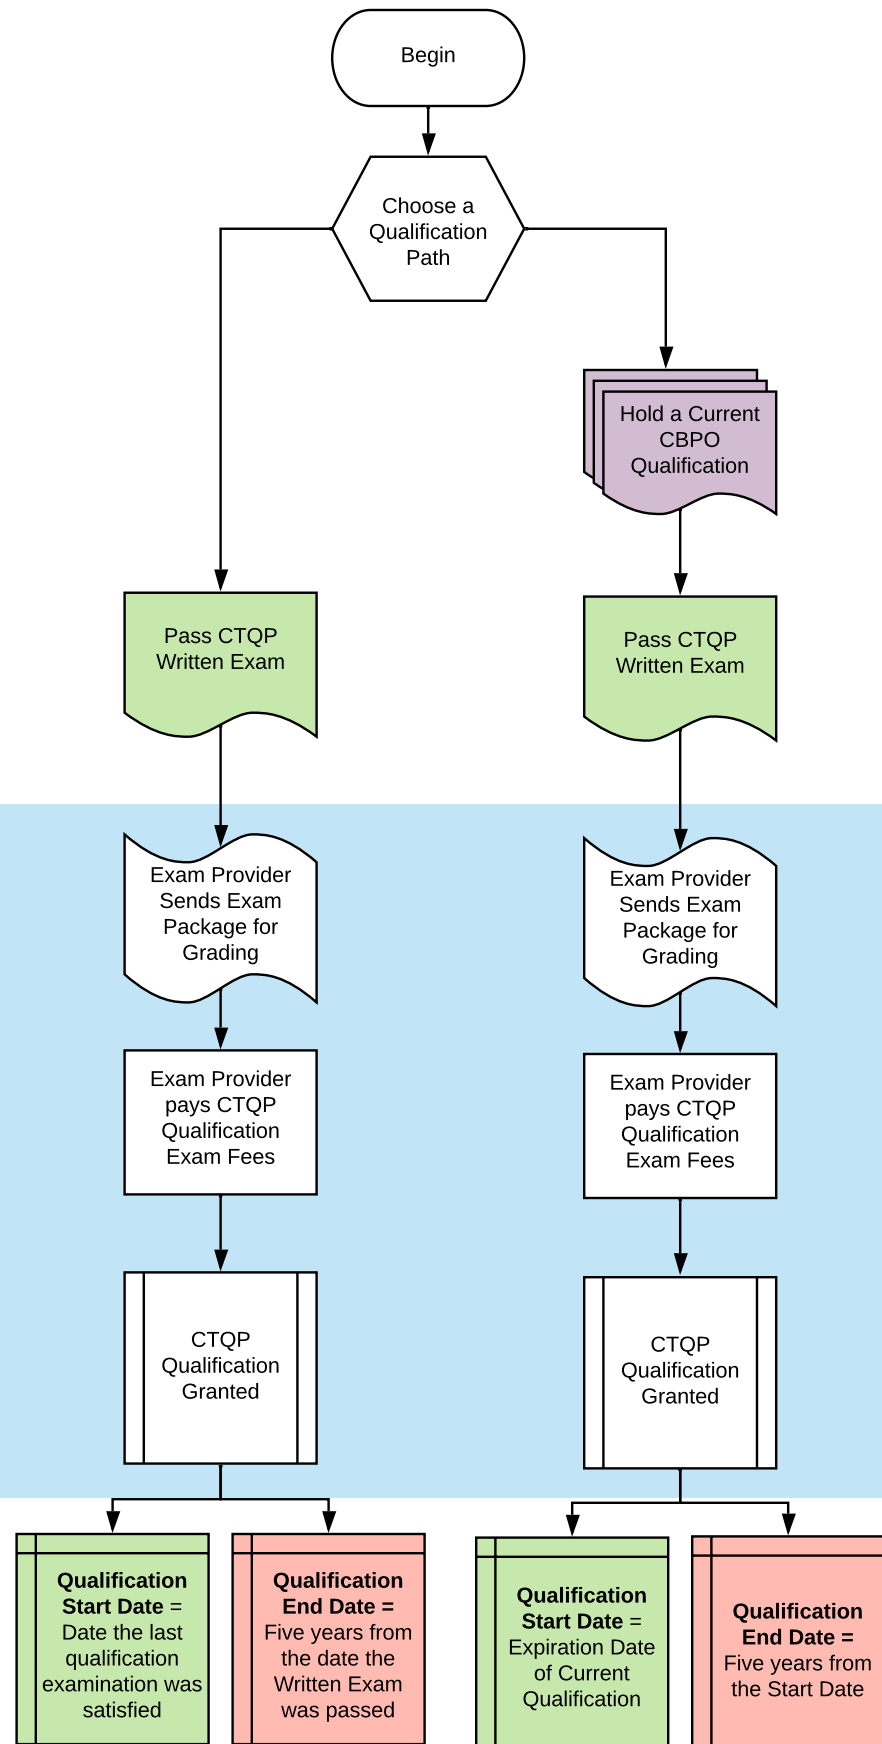 Begin
Choose a
Qualification
Path
Hold a Current
CBPO
Qualification
Pass CTQP
Written Exam
Pass CTQP
Written Exam
Exam Provider
Sends Exam
Package for
Grading
Exam Provider
Sends Exam
Package for
Grading
Exam Provider
pays CTQP
Qualification
Exam Fees
Exam Provider
pays CTQP
Qualification
Exam Fees
CTQP
Qualification
Granted
CTQP
Qualification
Granted
Qualification
Start Date =
Date the last
qualification
examination was
satisfied
Qualification
End Date =
Five years from
the date the
Written Exam
was passed
Qualification
Start Date =
Expiration Date
of Current
Qualification
Qualification
End Date =
Five years from
the Start Date